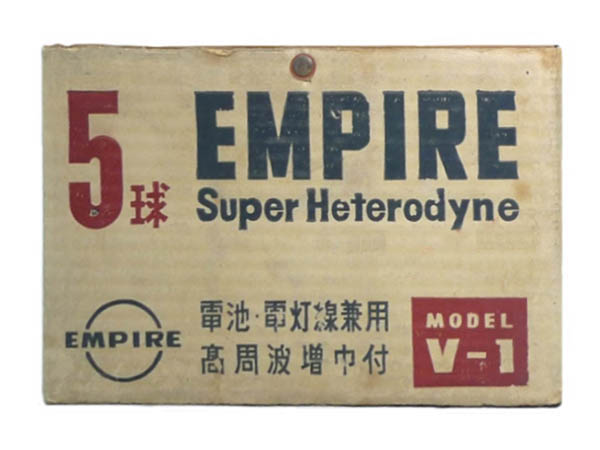 5球
EMPIRE
Super Heterodyne
EMPIRE
電池・電灯線兼用
高周波増巾付
MODEL
V-1